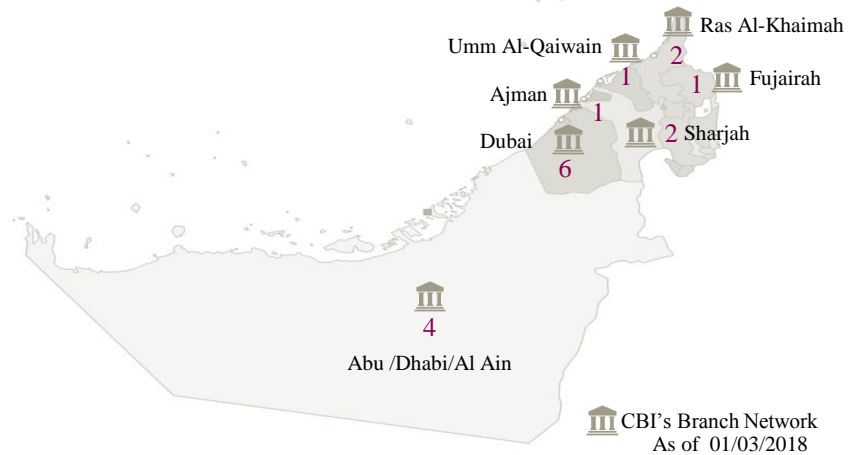 Ras Al-Khaimah
2
Umm Al-Qaiwain
1
Fujairah
1
Ajman
1
Dubai
6
2 Sharjah
4
Abu /Dhabi/Al Ain
CBI's Branch Network
As of 01/03/2018